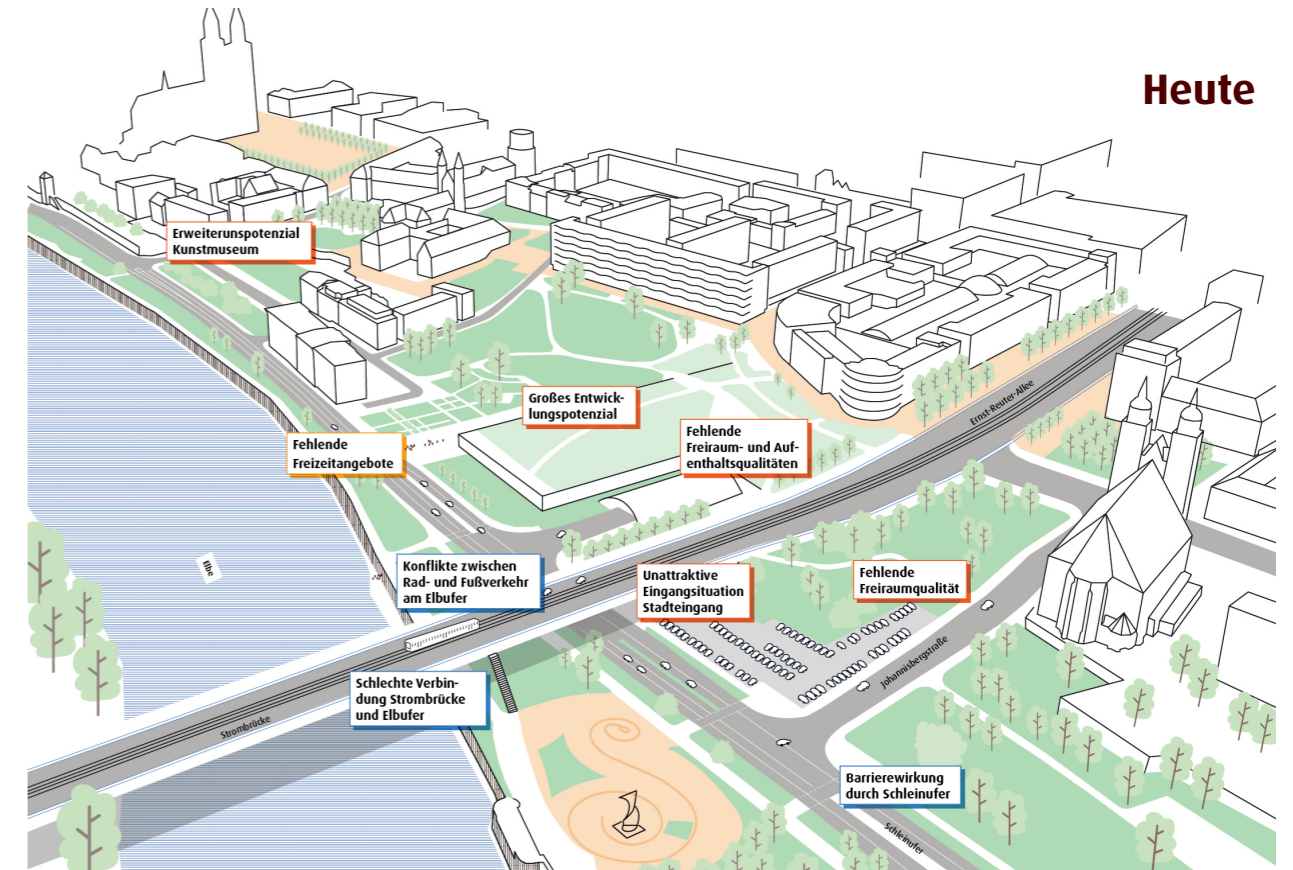 Heute
Erweiterunspotenzial
Kunstmuseum
Großes Entwick-
lungspotenzial
Ernst-Reuter-Allee
Fehlende
Freizeitangebote
Fehlende
Freiraum- und Auf-
enthaltsqualitäten
Elbe
Konflikte zwischen
Rad- und Fußverkehr
am Elbufer
Unattraktive
Eingangsituation
Stadteingang
Fehlende
Freiraumqualität
Johannisbergstraße
Schlechte Verbin-
dung Strombrücke
und Elbufer
Strombrücke
Barrierewirkung
durch Schleinufer
Schleinufer